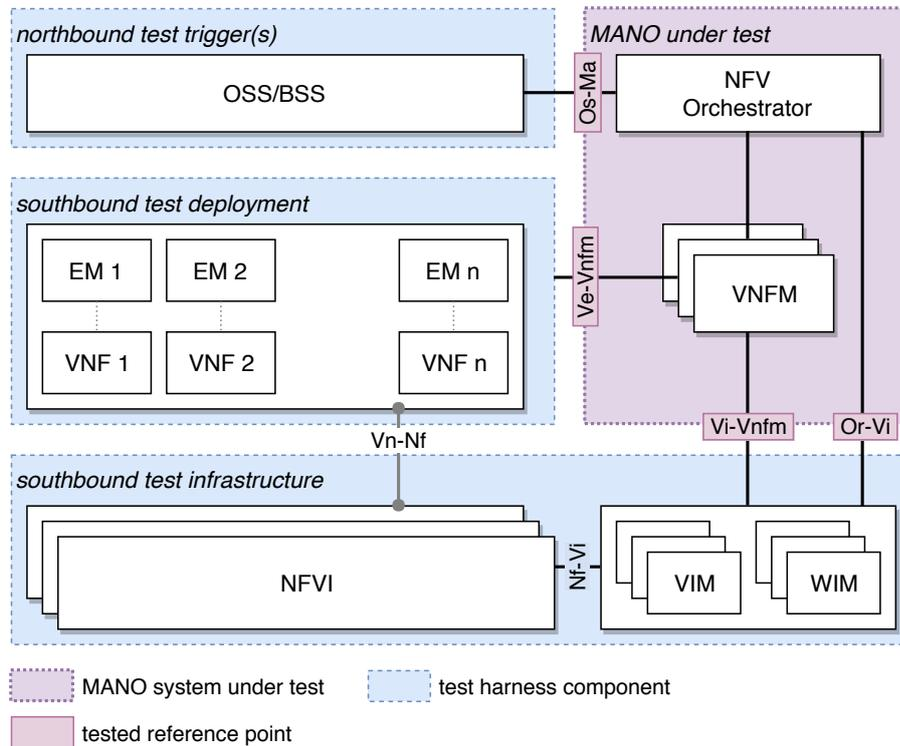 northbound test trigger(s)
MANO under test
OSS/BSS
Os-Ma
NFV
Orchestrator
southbound test deployment
EM 1
EM 2
EM n
Ve-Vnfm
VNFM
VNF 1
VNF 2
VNF n
Vn-Nf
Vi-Vnfm
Or-Vi
southbound test infrastructure
NFVI
Nf-Vi
VIM
WIM
MANO system under test
test harness component
tested reference point